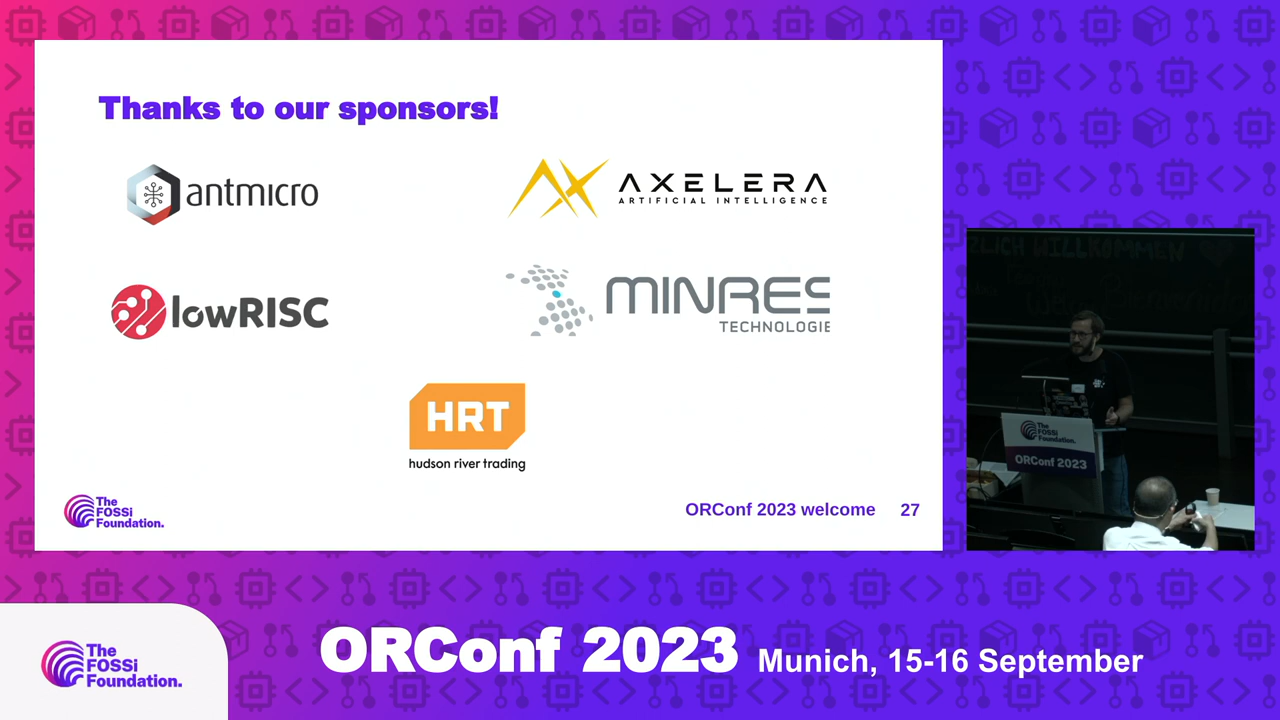 Thanks to our sponsors!
antmicro
AXELERA
ARTIFICIAL INTELLIGENCE
lowRISC
MINRES
TECHNOLOGIE
HRT
hudson river trading
The
FOSSi
Foundation.
ORConf 2023 welcome 27
WILLKOMMEN
The
FOSSi
Foundation.
ORConf 2023
The
FOSSi
Foundation.
ORConf 2023 Munich, 15-16 September